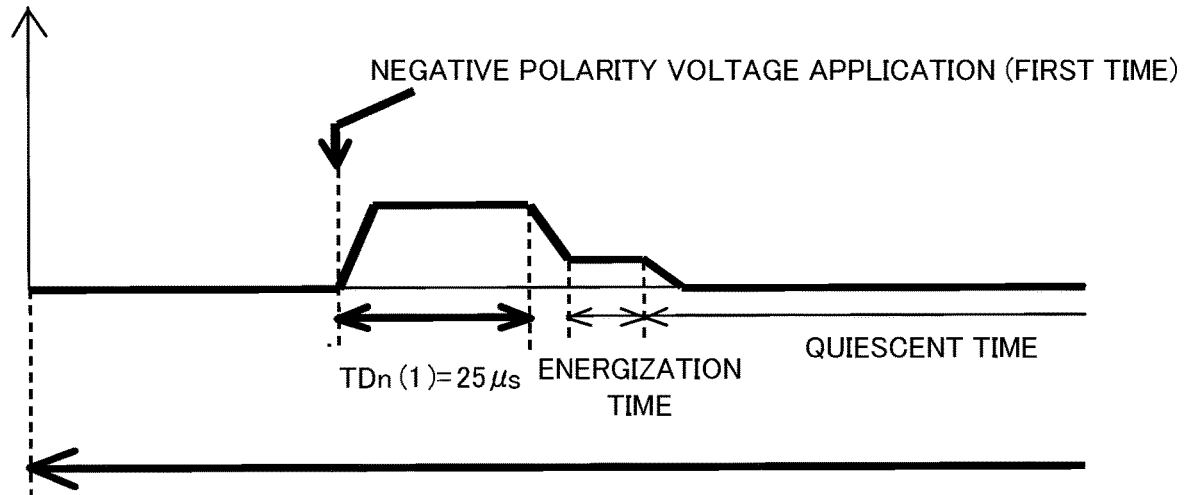 NEGATIVE POLARITY VOLTAGE APPLICATION (FIRST TIME)
QUIESCENT TIME
TDn (1)=25μs
ENERGIZATION
TIME